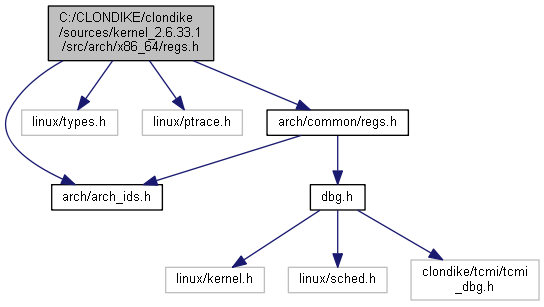 C:/CLONDIKE/clondike
/sources/kernel_2.6.33.1
/src/arch/x86_64/regs.h
linux/types.h
linux/ptrace.h
arch/common/regs.h
arch/arch_ids.h
dbg.h
linux/kernel.h
linux/sched.h
clondike/tcmi/tcmi
_dbg.h